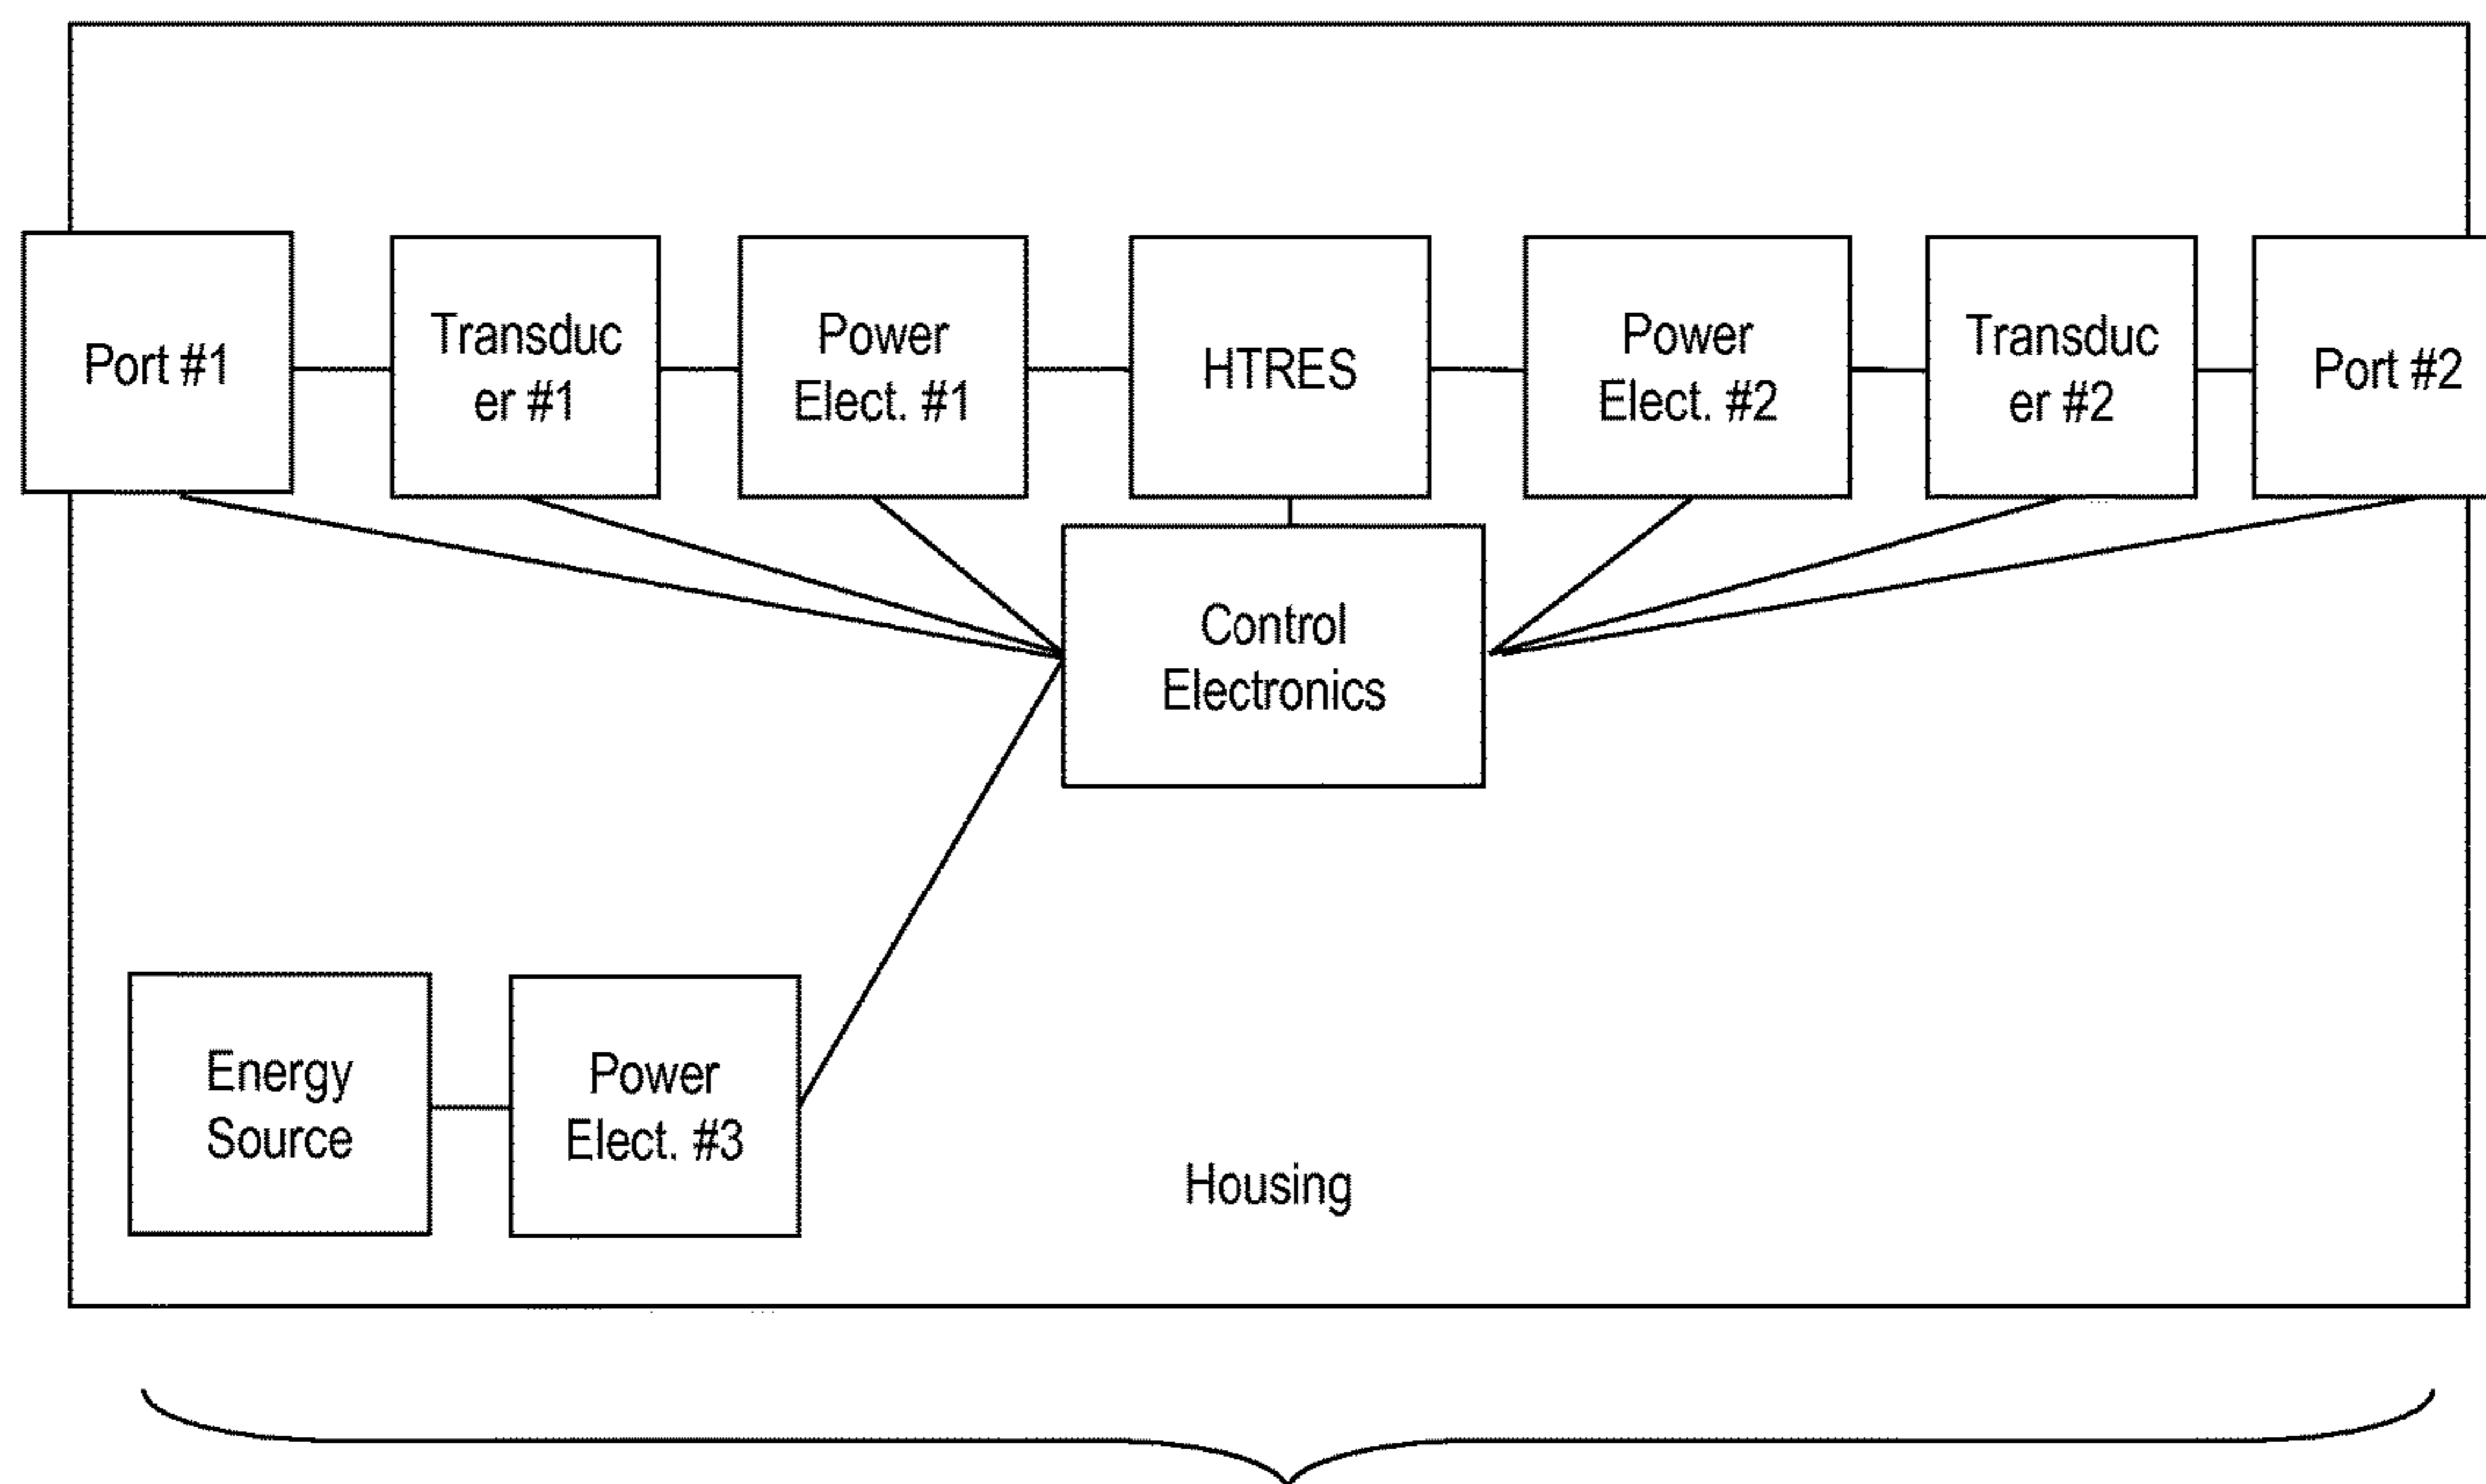 Port #1
Transduc
er #1
Power
Elect. #1
HTRES
Power
Elect. #2
Transduc
er #2
Port #2
Control
Electronics
Energy
Source
Power
Elect. #3
Housing